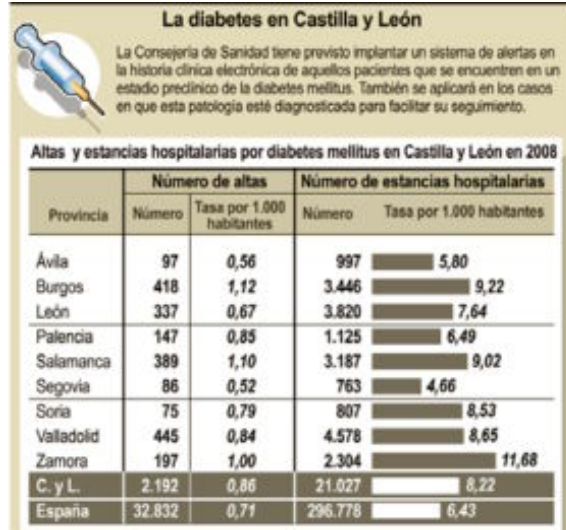 La diabetes en Castilla y León
La Consejería de Sanidad tiene previsto implantar un sistema de alertas en
la historia clínica electrónica de aquellos pacientes que se encuentren en un
estadio preclínico de la diabetes mellitus. También se aplicará en los casos
en que esta patología esté diagnosticada para facilitar su seguimiento.
Altas y estancias hospitalarias por diabetes mellitus en Castilla y León en 2008
Número de altas Número de estancias hospitalarias
Provincia Número Tasa por 1.000 habitantes Número Tasa por 1.000 habitantes
Ávila 97 0,56 997 5,80
Burgos 418 1,12 3.446 9,22
León 337 0,67 3.820 7,64
Palencia 147 0,85 1.125 6,49
Salamanca 389 1,10 3.187 9,02
Segovia 86 0,52 763 4,66
Soria 75 0,79 807 8,53
Valladolid 445 0,84 4.578 8,65
Zamora 197 1,00 2.304 11,68
C. y L. 2.192 0,86 21.027 8,22
España 32.832 0,71 296.778 6,43